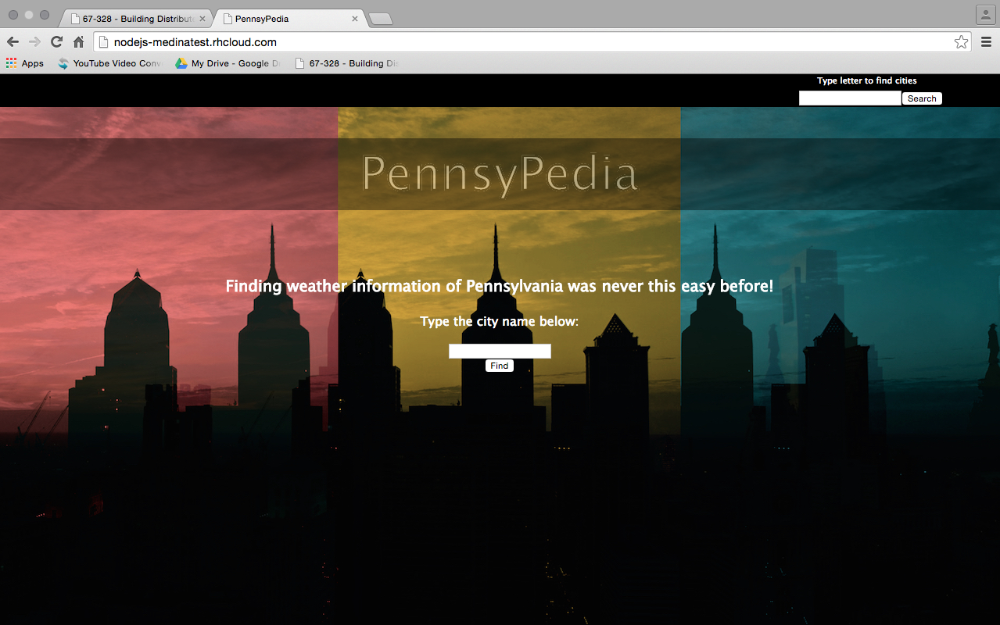 67-328 - Building Distribut
PennsyPedia
nodejs-medinatest.rhcloud.com
Apps
YouTube Video Conv
My Drive - Google D
67-328 - Building Dis
Type letter to find cities
Search
PennsyPedia
Finding weather information of Pennsylvania was never this easy before!
Type the city name below:
Find